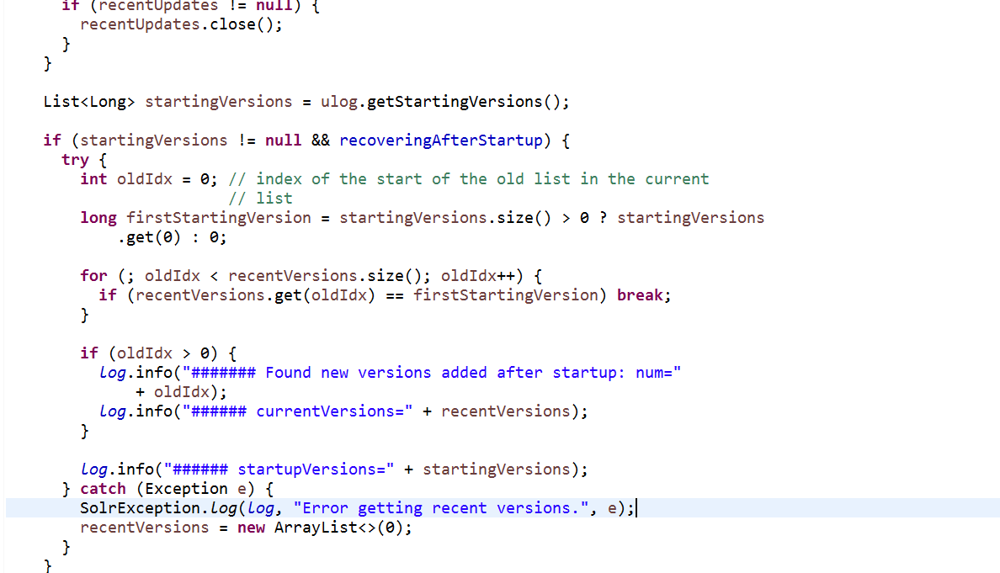 if (recentUpdates != null) {
recentUpdates.close();
}
}
List<Long> startingVersions = ulog.getStartingVersions();
if (startingVersions != null && recoveringAfterStartup) {
try {
int oldIdx = 0; // index of the start of the old list in the current
// list
long firstStartingVersion = startingVersions.size() > 0 ? startingVersions
.get(0) : 0;
for (; oldIdx < recentVersions.size(); oldIdx++) {
if (recentVersions.get(oldIdx) == firstStartingVersion) break;
}
if (oldIdx > 0) {
log.info("####### Found new versions added after startup: num="
+ oldIdx);
log.info("###### currentVersions=" + recentVersions);
}
log.info("###### startupVersions=" + startingVersions);
} catch (Exception e) {
SolrException.log(log, "Error getting recent versions.", e);
recentVersions = new ArrayList<>(0);
}
}